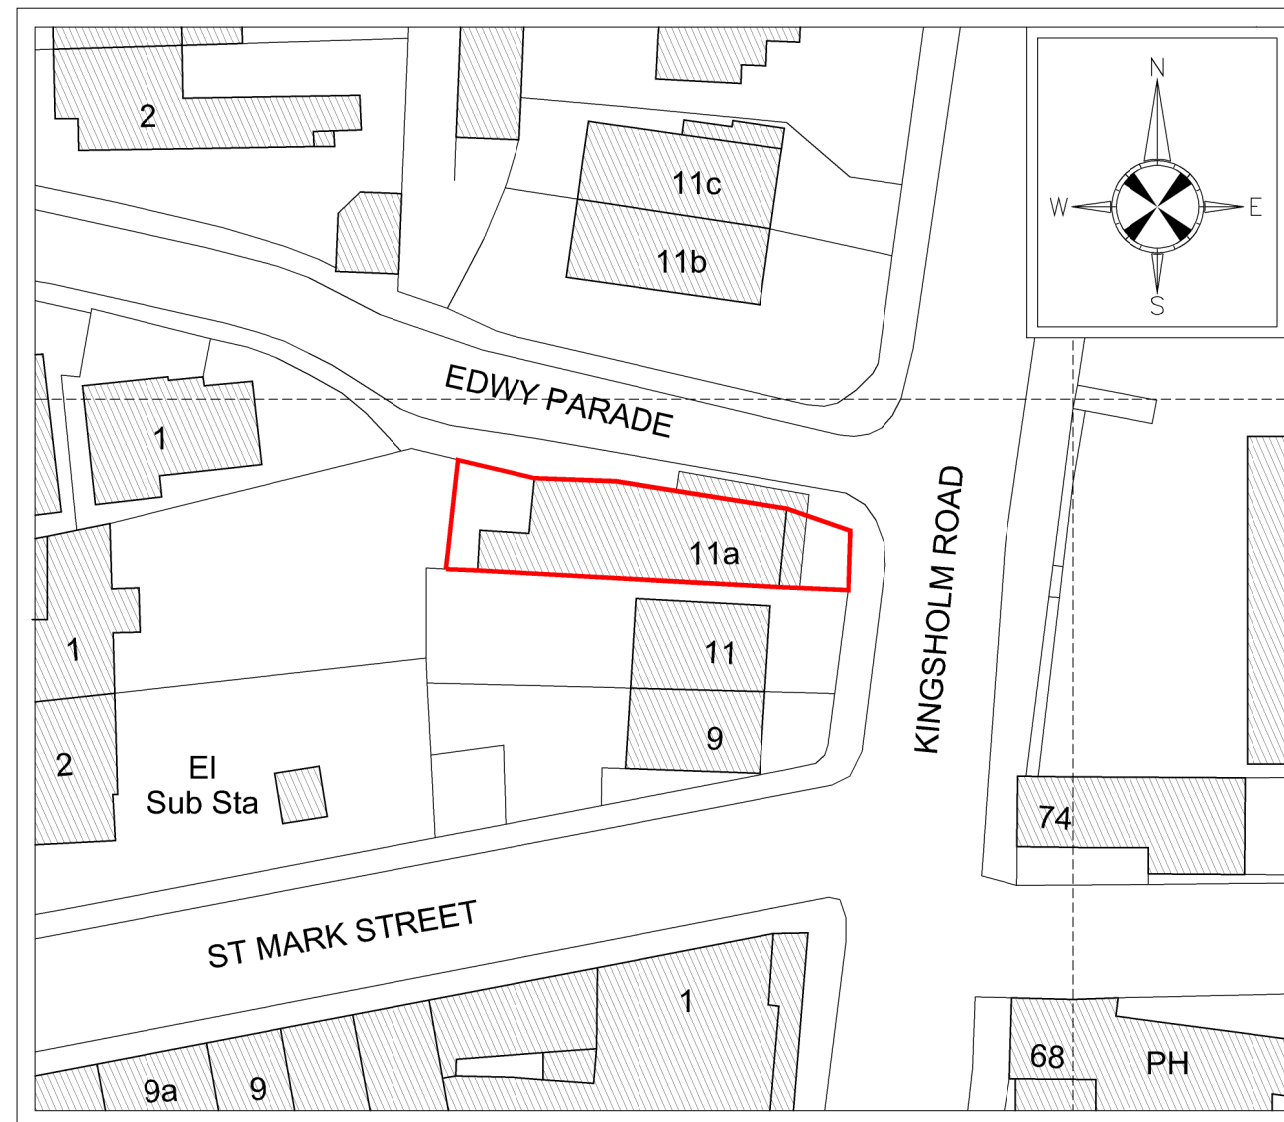 N
W
E
S
2
11c
11b
EDWY PARADE
1
KINGSHOLM ROAD
11a
1
11
2
9
El
Sub Sta
74
ST MARK STREET
1
9a
9
68
PH